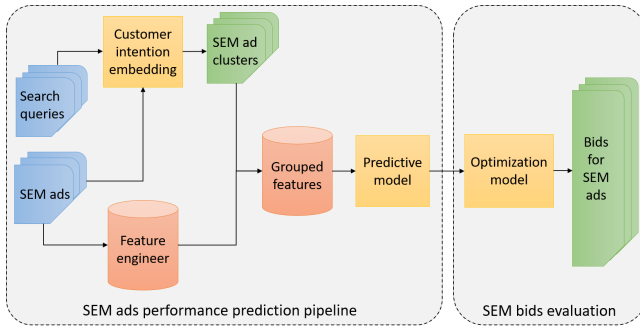 Customer
intention
embedding
SEM ad
clusters
Search
queries
SEM ads
Feature
engineer
Grouped
features
Predictive
model
Optimization
model
Bids
for
SEM
ads
SEM ads performance prediction pipeline
SEM bids evaluation